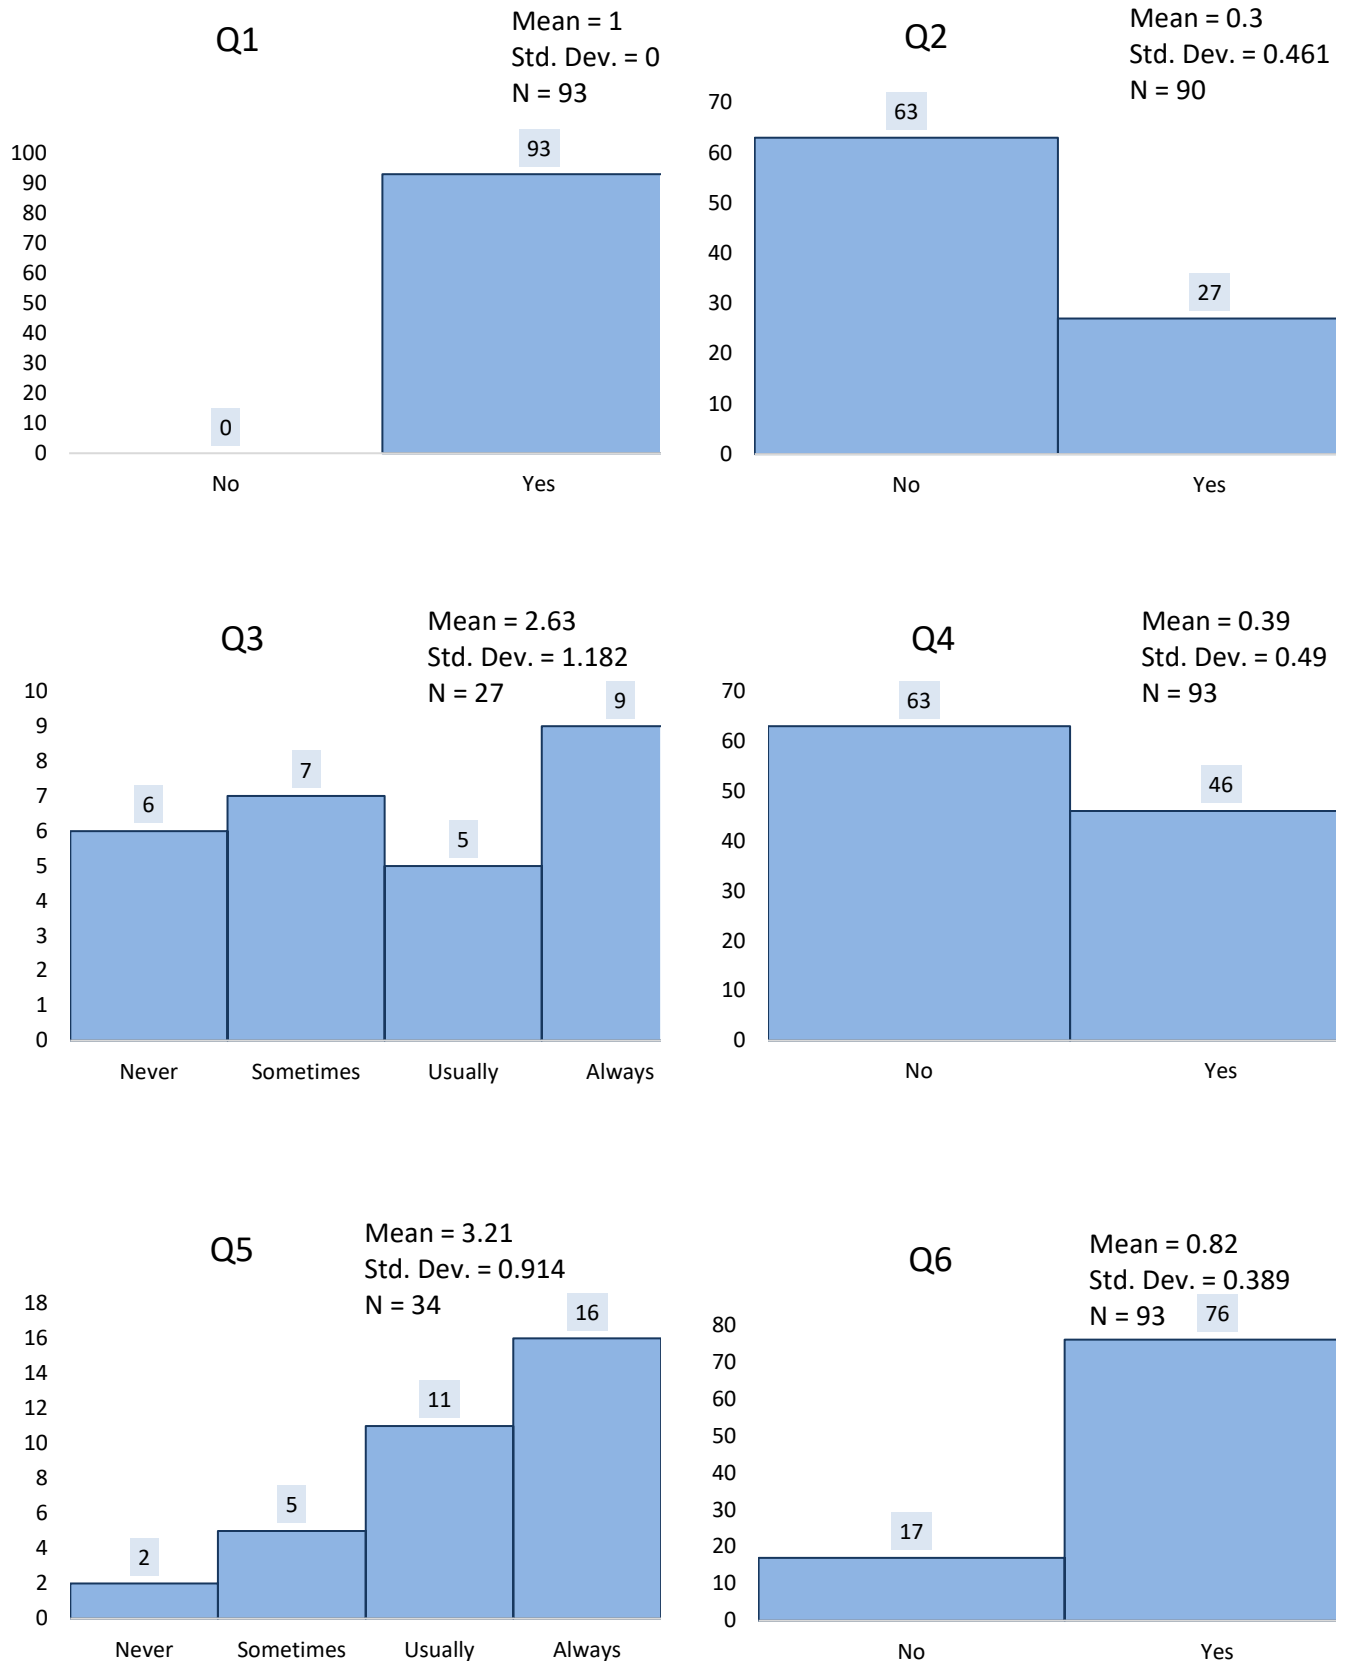 Q1
Mean = 1
Std. Dev. = 0
N = 93
100
90
80
70
60
50
40
30
20
10
0
0
93
No Yes
Q2
Mean = 0.3
Std. Dev. = 0.461
N = 90
70
60
50
40
30
20
10
0
63
27
No Yes
Q3
Mean = 2.63
Std. Dev. = 1.182
N = 27
10
9
8
7
6
5
4
3
2
1
0
6
7
5
9
Never Sometimes Usually Always
Q4
Mean = 0.39
Std. Dev. = 0.49
N = 93
70
60
50
40
30
20
10
0
63
46
No Yes
Q5
Mean = 3.21
Std. Dev. = 0.914
N = 34
18
16
14
12
10
8
6
4
2
0
2
5
11
16
Never Sometimes Usually Always
Q6
Mean = 0.82
Std. Dev. = 0.389
N = 93
80
70
60
50
40
30
20
10
0
17
76
No Yes